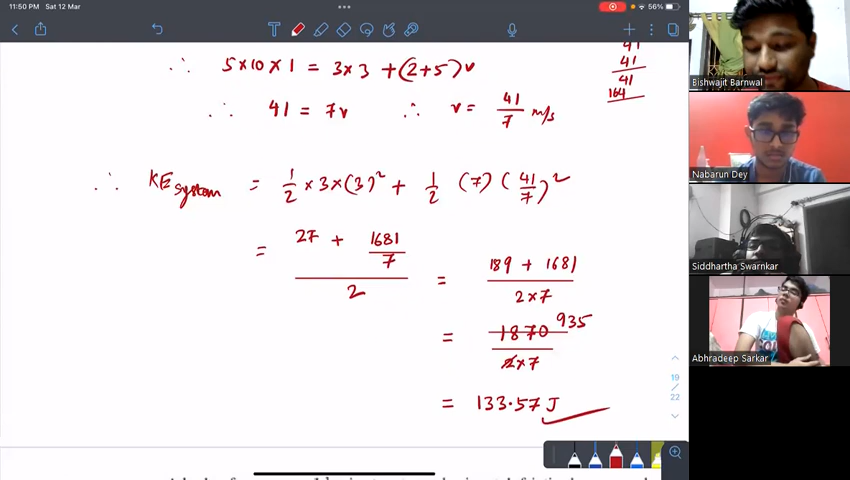 11:50 PM Sat 12 Mar
56%
∴ 5×10×1 = 3×3 + (2+5)v
∴ 41 = 7v ∴ v = 41/7 m/s
41
41
41
164
∴ KE system = 1/2 × 3 × (3)² + 1/2 (7) (41/7)²
= (27 + 1681/7) / 2 = (189 + 1681) / (2×7)
= 1870 935 / (2×7)
= 133.57 J
Biswajit Barnwal
Nabarun Dey
Siddhartha Swarnkar
Abhradeep Sarkar
19
/
22